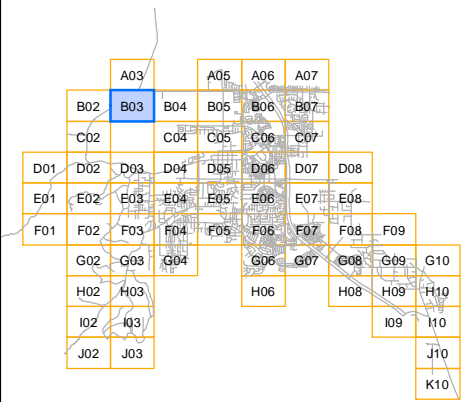 A03 A05 A06 A07
B02 B03 B04 B05 B06 B07
C02 C04 C05 C06 C07
D01 D02 D03 D04 D05 D06 D07 D08
E01 E02 E03 E04 E05 E06 E07 E08
F01 F02 F03 F04 F05 F06 F07 F08 F09
G02 G03 G04 G06 G07 G08 G09 G10
H02 H03 H06 H08 H09 H10
I02 I03 I09 I10
J02 J03 J10
K10